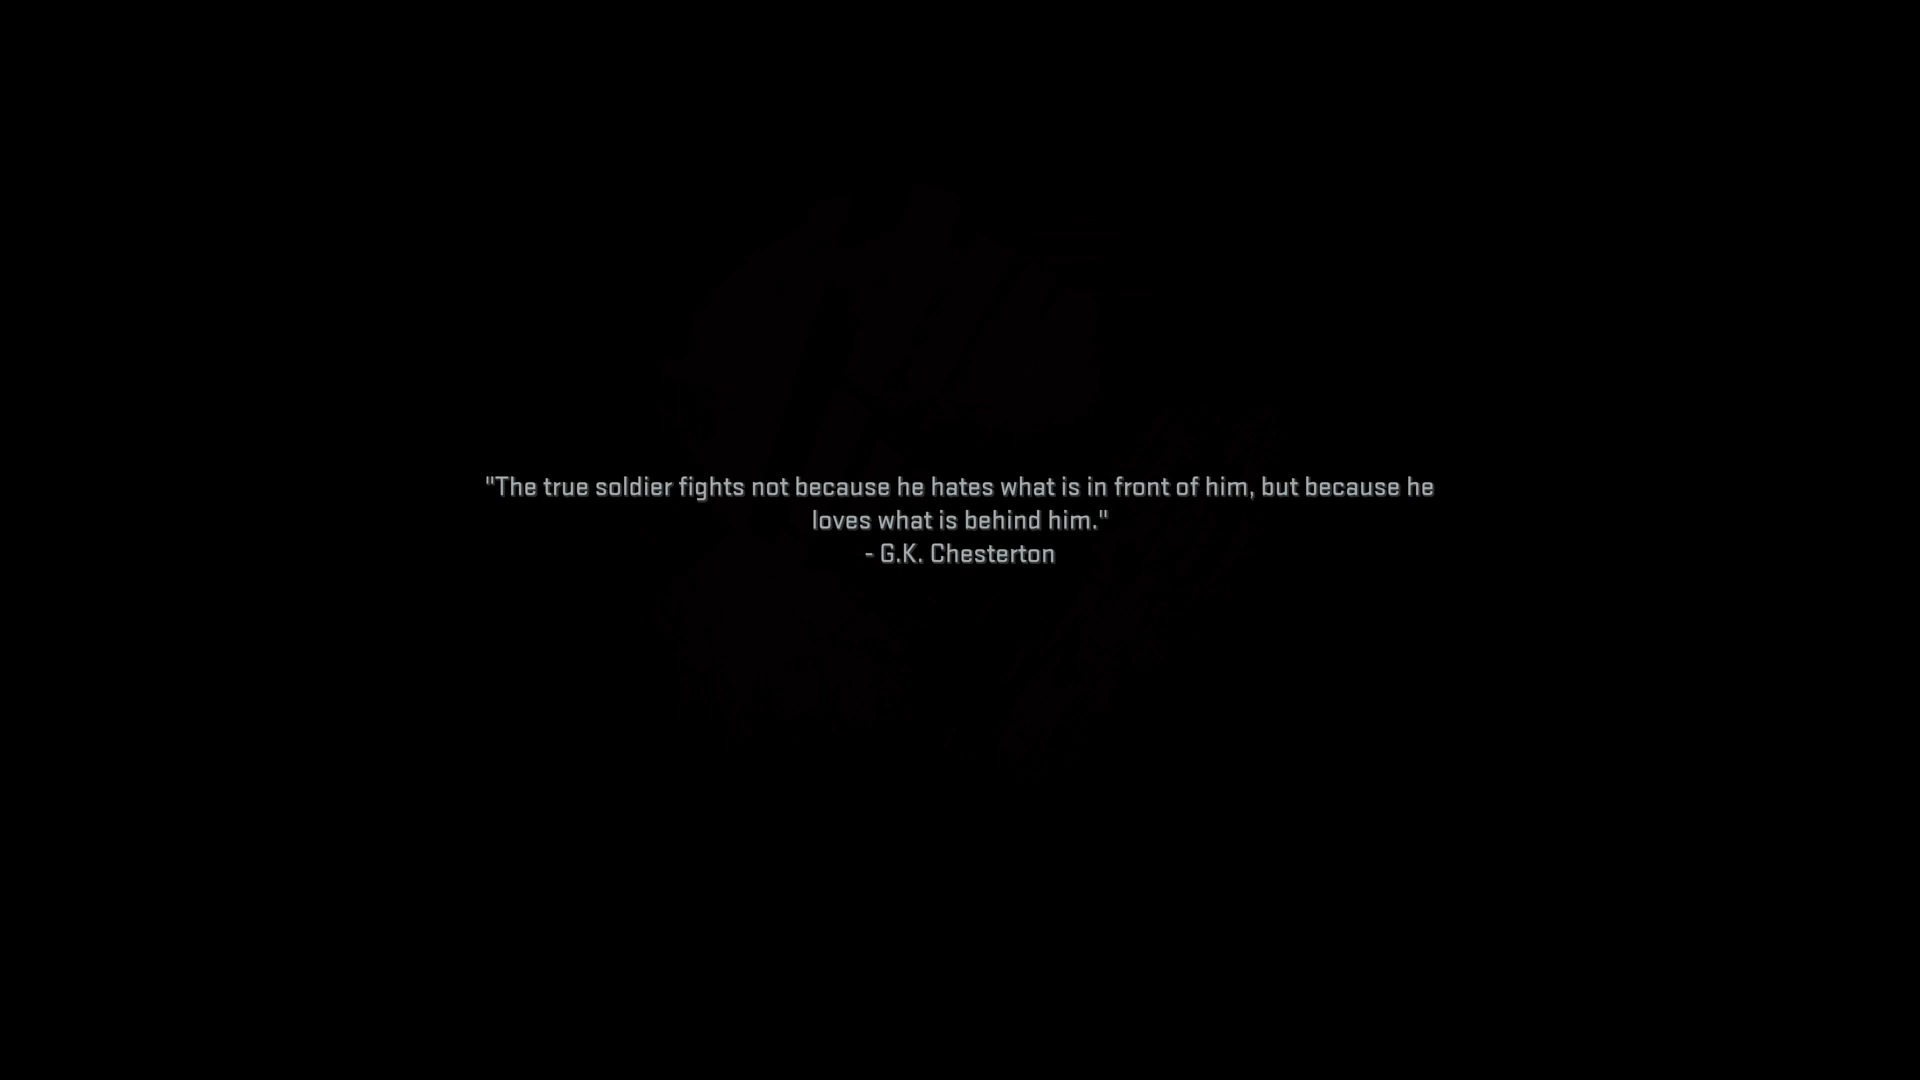 "The true soldier fights not because he hates what is in front of him, but because he
loves what is behind him."
- G.K. Chesterton